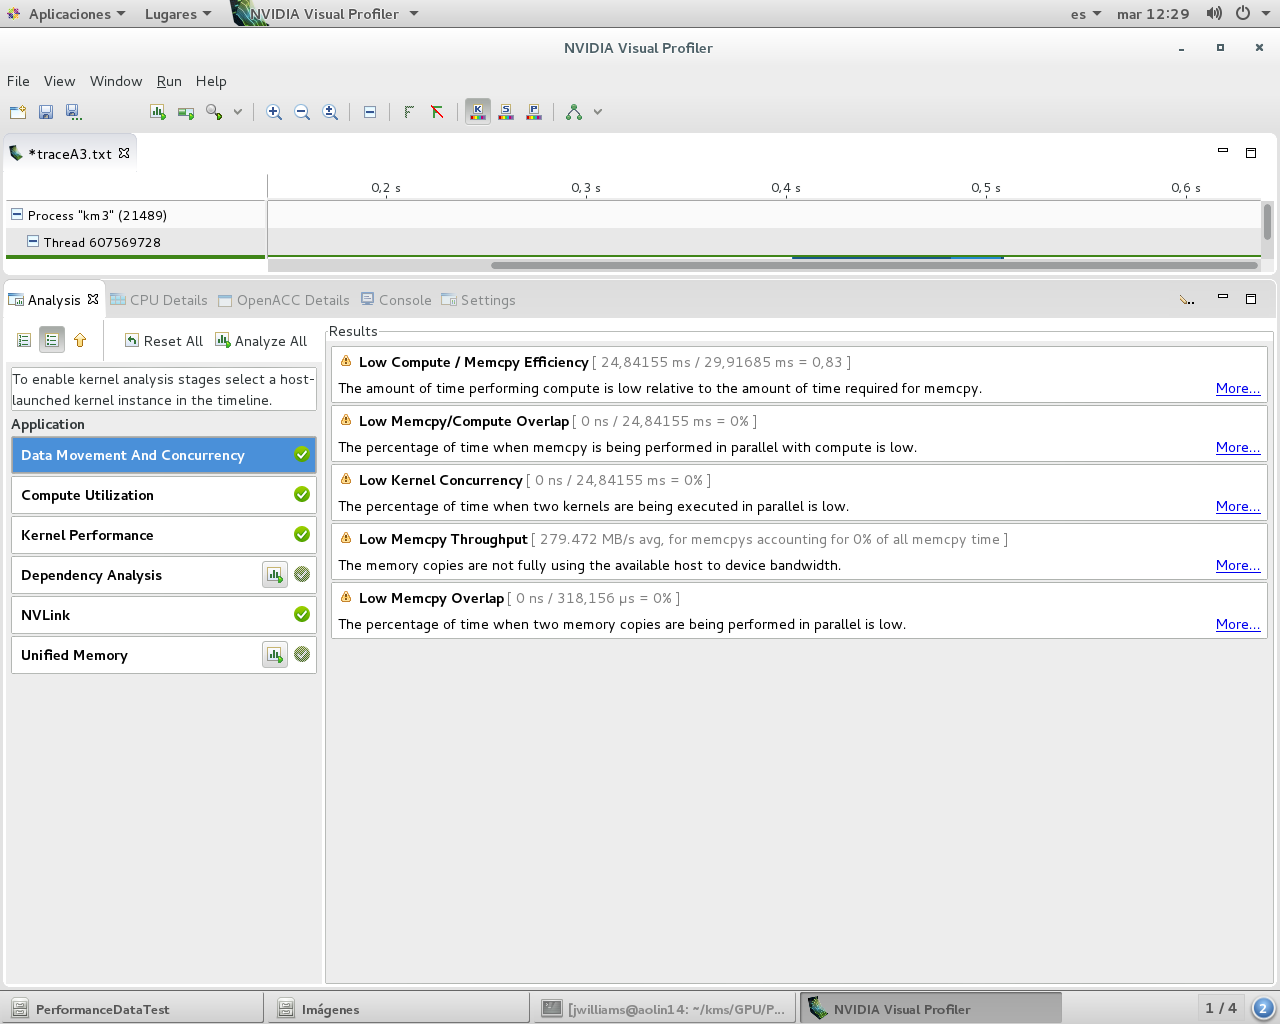 Aplicaciones Lugares NVIDIA Visual Profiler es mar 12:29
NVIDIA Visual Profiler
File View Window Run Help
K S P
*traceA3.txt
0,2 s 0,3 s 0,4 s 0,5 s 0,6 s
Process "km3" (21489)
Thread 607569728
Analysis CPU Details OpenACC Details Console Settings
Reset All Analyze All
To enable kernel analysis stages select a host-
launched kernel instance in the timeline.
Application
Data Movement And Concurrency
Compute Utilization
Kernel Performance
Dependency Analysis
NVLink
Unified Memory
Results
Low Compute / Memcpy Efficiency [ 24,84155 ms / 29,91685 ms = 0,83 ]
The amount of time performing compute is low relative to the amount of time required for memcpy. More...
Low Memcpy/Compute Overlap [ 0 ns / 24,84155 ms = 0% ]
The percentage of time when memcpy is being performed in parallel with compute is low. More...
Low Kernel Concurrency [ 0 ns / 24,84155 ms = 0% ]
The percentage of time when two kernels are being executed in parallel is low. More...
Low Memcpy Throughput [ 279.472 MB/s avg, for memcpys accounting for 0% of all memcpy time ]
The memory copies are not fully using the available host to device bandwidth. More...
Low Memcpy Overlap [ 0 ns / 318,156 µs = 0% ]
The percentage of time when two memory copies are being performed in parallel is low. More...
PerformanceDataTest Imágenes [jwilliams@aolin14: ~/kms/GPU/P... NVIDIA Visual Profiler 1 / 4 2